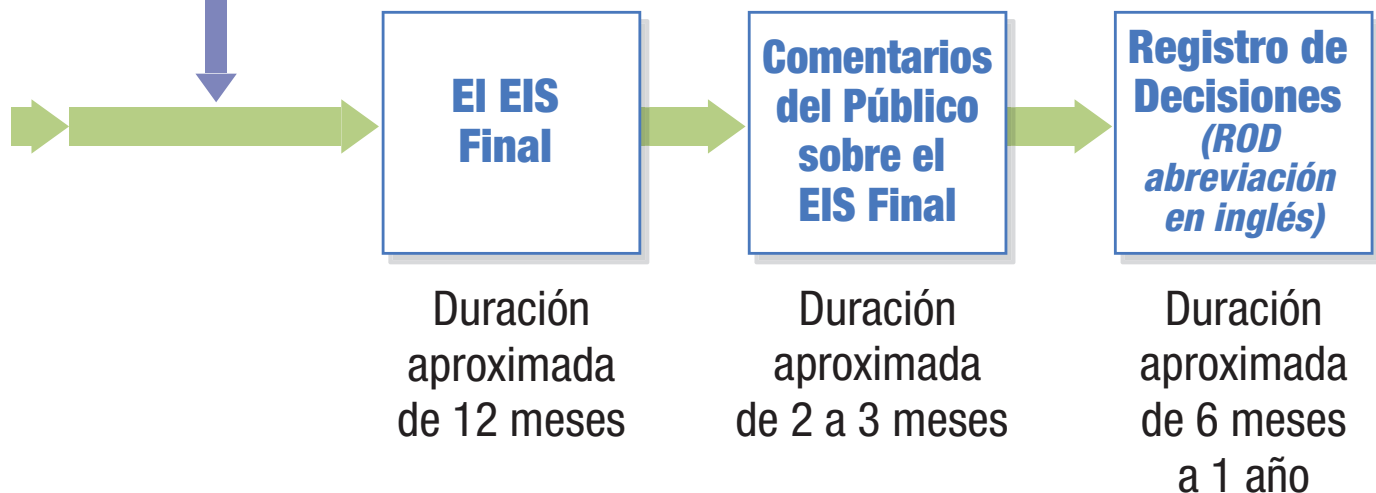 El EIS
Final
Duración
aproximada
de 12 meses
Comentarios
del Público
sobre el
EIS Final
Duración
aproximada
de 2 a 3 meses
Registro de
Decisiones
(ROD
abreviación
en inglés)
Duración
aproximada
de 6 meses
a 1 año